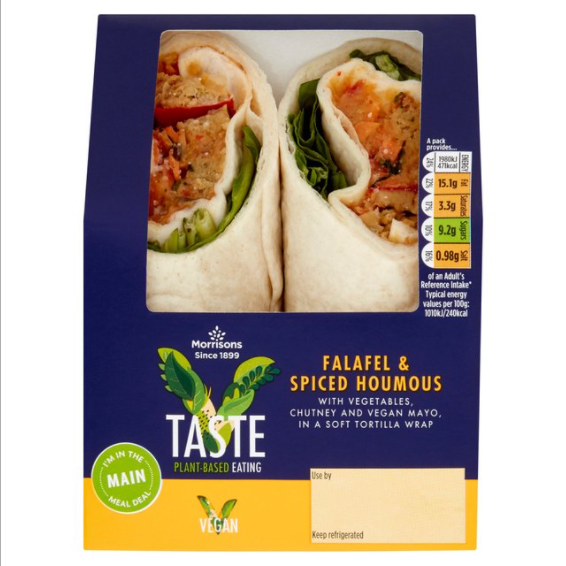 A pack
provides...
ENERGY
1980kJ
471kcal
24%
Fat
15.1g
22%
Saturates
3.3g
17%
Sugars
9.2g
10%
Salt
0.98g
16%
of an Adult's
Reference Intake*
Typical energy
values per 100g:
1010kJ/240kcal
Morrisons
Since 1899
V
TASTE
PLANT-BASED EATING
FALAFEL &
SPICED HOUMOUS
WITH VEGETABLES,
CHUTNEY AND VEGAN MAYO,
IN A SOFT TORTILLA WRAP
I'M IN THE
MAIN
MEAL DEAL
VEGAN
Use by
Keep refrigerated